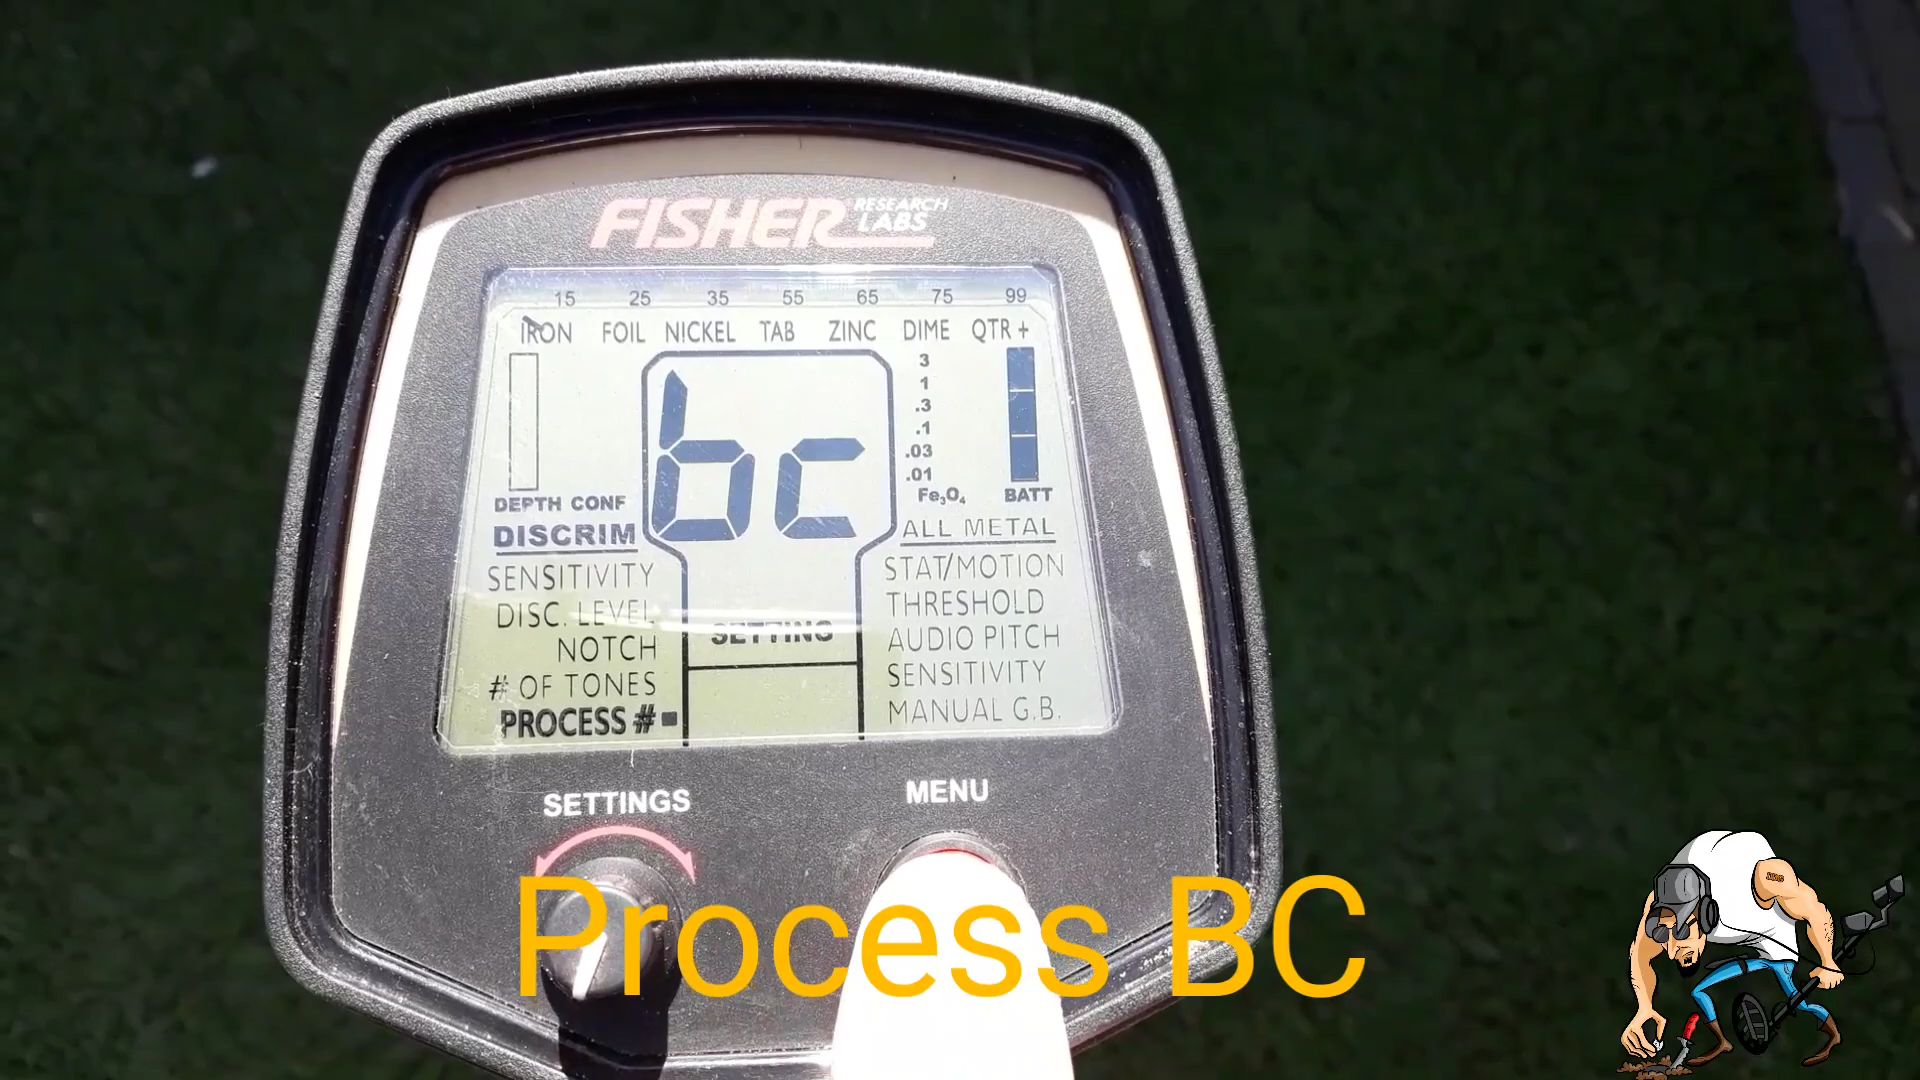 FISHER RESEARCH LABS
15 25 35 55 65 75 99
IRON FOIL NICKEL TAB ZINC DIME QTR +
bc
3
1
.3
.1
.03
.01
Fe3O4
BATT
DEPTH CONF
DISCRIM
SENSITIVITY
DISC. LEVEL
NOTCH
# OF TONES
PROCESS #
SETTING
ALL METAL
STAT/MOTION
THRESHOLD
AUDIO PITCH
SENSITIVITY
MANUAL G.B.
SETTINGS
MENU
Process BC